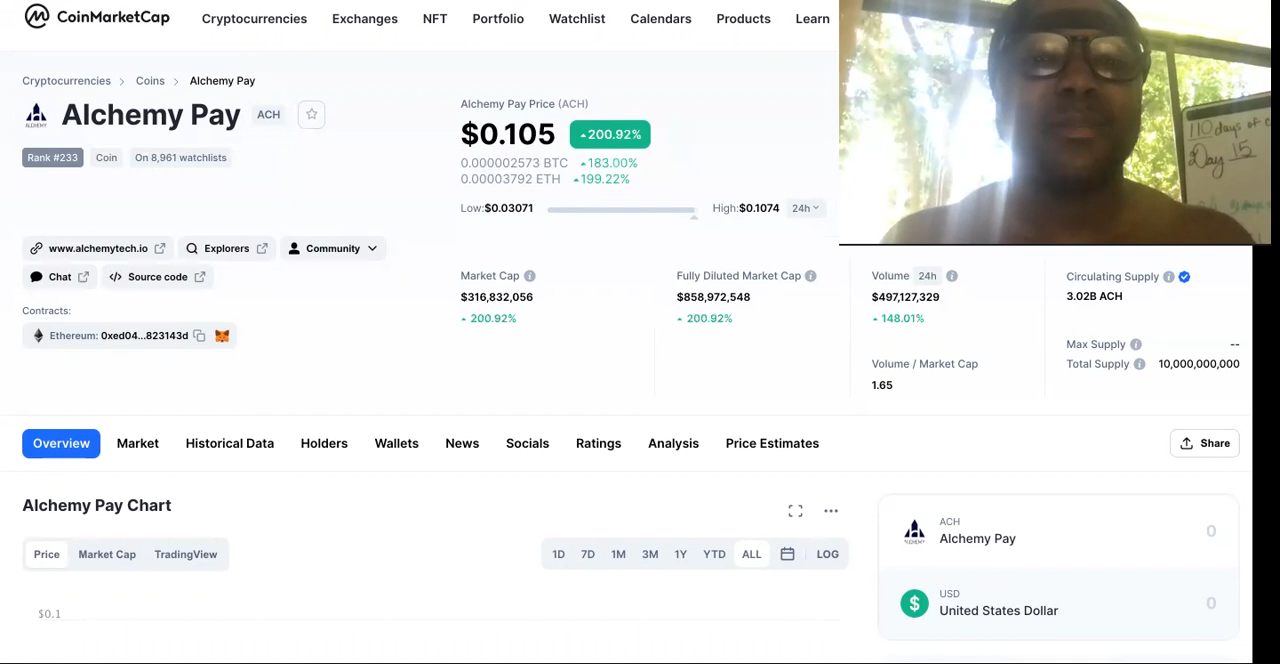 CoinMarketCap
Cryptocurrencies Exchanges NFT Portfolio Watchlist Calendars Products Learn
Cryptocurrencies > Coins > Alchemy Pay
ALCHEMY Alchemy Pay ACH
Rank #233 Coin On 8,961 watchlists
Alchemy Pay Price (ACH)
$0.105 200.92%
0.000002573 BTC 183.00%
0.00003792 ETH 199.22%
Low:$0.03071 High:$0.1074 24h
110 days of
Day 15
www.alchemytech.io Explorers Community
Chat Source code
Contracts:
Ethereum: 0xed04...823143d
Market Cap
$316,832,056
200.92%
Fully Diluted Market Cap
$858,972,548
200.92%
Volume 24h
$497,127,329
148.01%
Volume / Market Cap
1.65
Circulating Supply
3.02B ACH
Max Supply --
Total Supply 10,000,000,000
Overview Market Historical Data Holders Wallets News Socials Ratings Analysis Price Estimates Share
Alchemy Pay Chart
Price Market Cap TradingView
1D 7D 1M 3M 1Y YTD ALL LOG
$0.1
ALCHEMY
ACH
Alchemy Pay 0
$
USD
United States Dollar 0